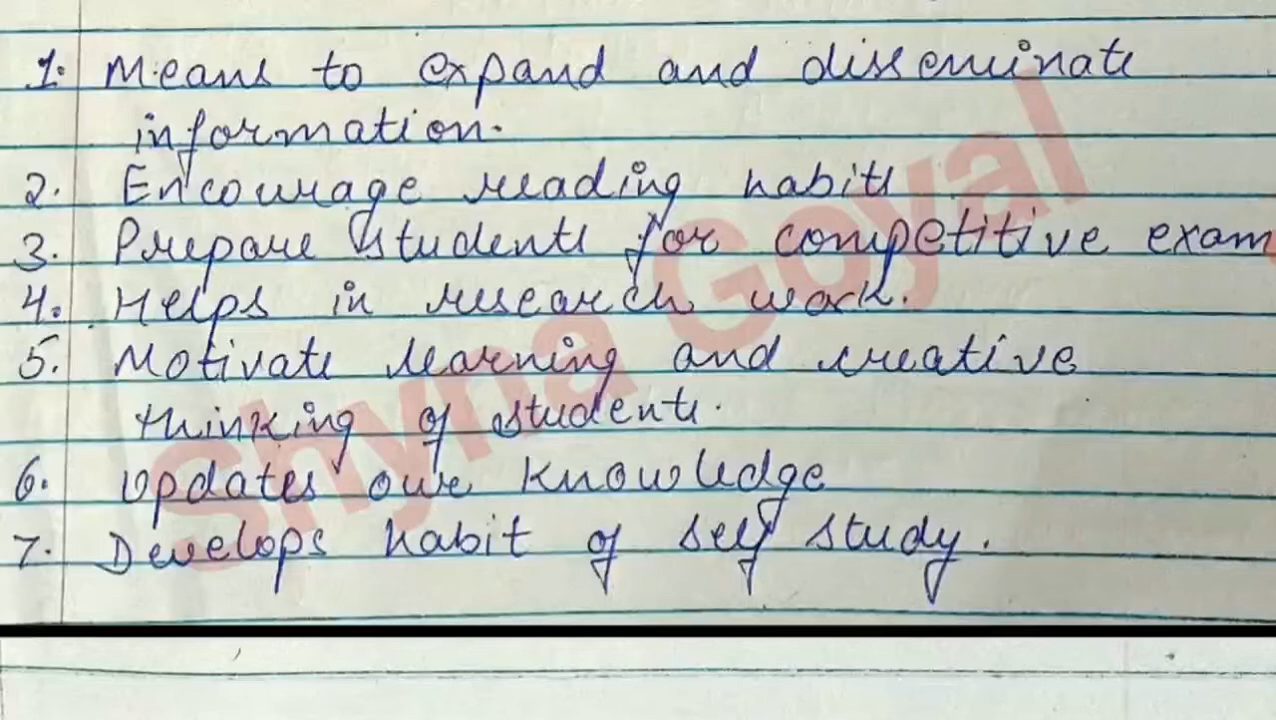 1. Means to expand and disseminate
information.
2. Encourage reading habits
3. Prepare students for competitive exam
4. Helps in research work.
5. Motivate learning and creative
thinking of students.
6. Updates our knowledge
7. Develops habit of self study.
Shyna Goyal